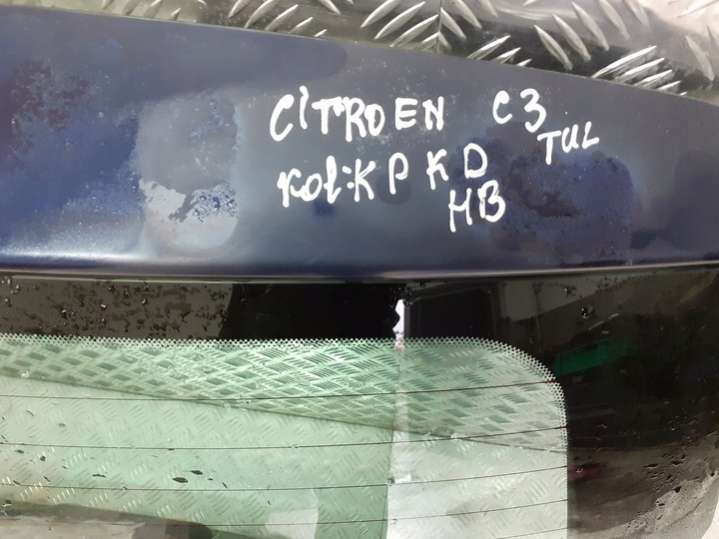 CITROEN C3 TUL
KOL:KPKD
HB